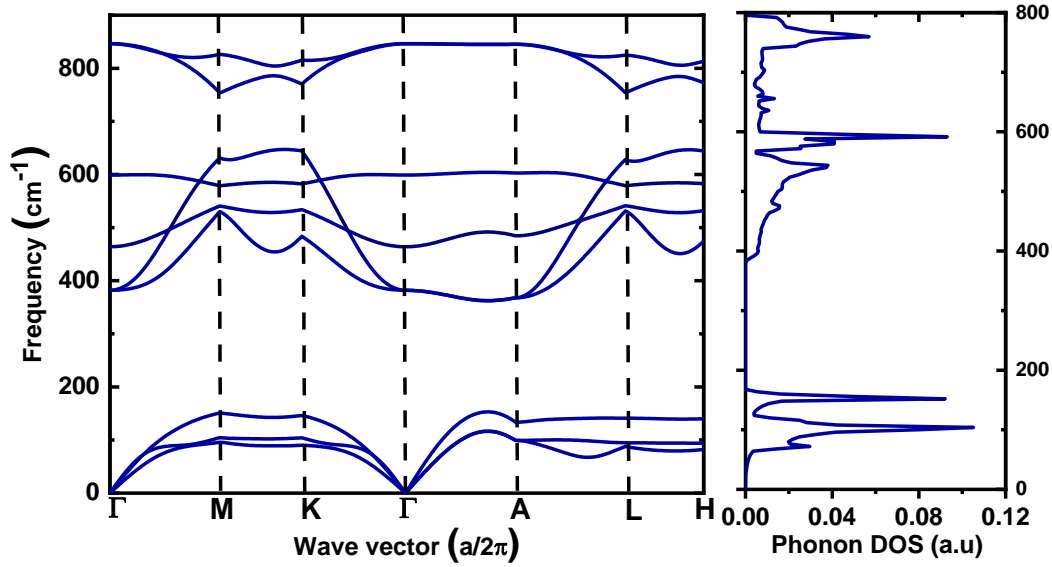 Frequency (cm⁻¹)
800
600
400
200
0
Γ M K Γ A L H
Wave vector (a/2π)
800
600
400
200
0
0.00 0.04 0.08 0.12
Phonon DOS (a.u)